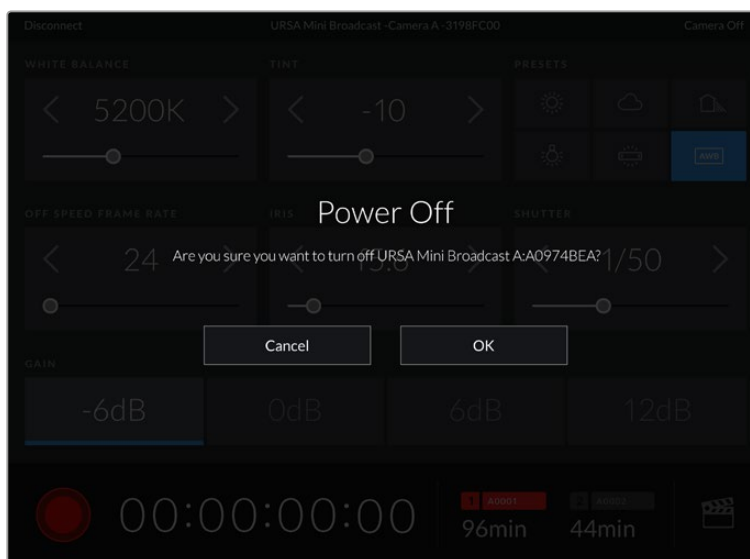 Disconnect URSA Mini Broadcast -Camera A -3198FC00 Camera Off
WHITE BALANCE TINT PRESETS
5200K -10
AWB
Power Off
OFF SPEED FRAME RATE IRIS SHUTTER
Are you sure you want to turn off URSA Mini Broadcast A:A0974BEA?
24 1/50
Cancel OK
GAIN
-6dB 0dB 6dB 12dB
00:00:00:00
1 A001 2 A002
96min 44min